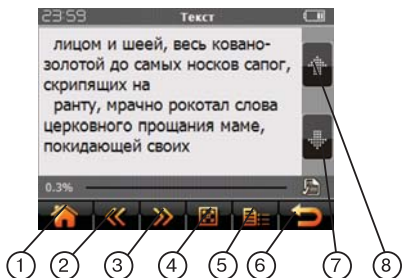 23:59 Текст
лицом и шеей, весь ковано-
золотой до самых носков сапог,
скрипящих на
ранту, мрачно рокотал слова
церковного прощания маме,
покидающей своих
0.3%
1 2 3 4 5 6 7 8